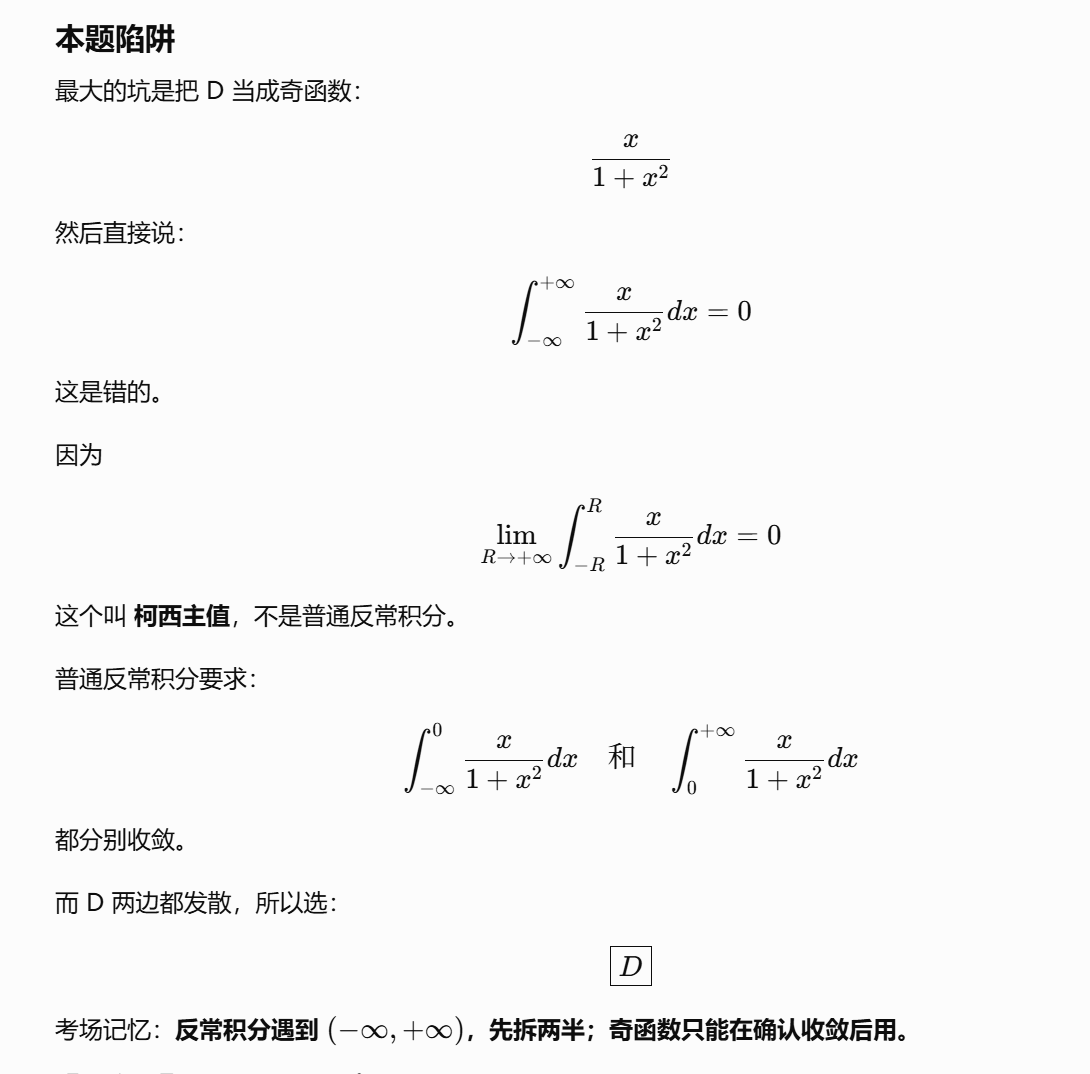 本题陷阱
最大的坑是把 D 当成奇函数：
x
1 + x²
然后直接说：
∫_{−∞}^{+∞} x/(1 + x²) dx = 0
这是错的。
因为
lim_{R→+∞} ∫_{−R}^{R} x/(1 + x²) dx = 0
这个叫 柯西主值，不是普通反常积分。
普通反常积分要求：
∫_{−∞}^{0} x/(1 + x²) dx 和 ∫_{0}^{+∞} x/(1 + x²) dx
都分别收敛。
而 D 两边都发散，所以选：
D
考场记忆：反常积分遇到 (−∞, +∞)，先拆两半；奇函数只能在确认收敛后用。